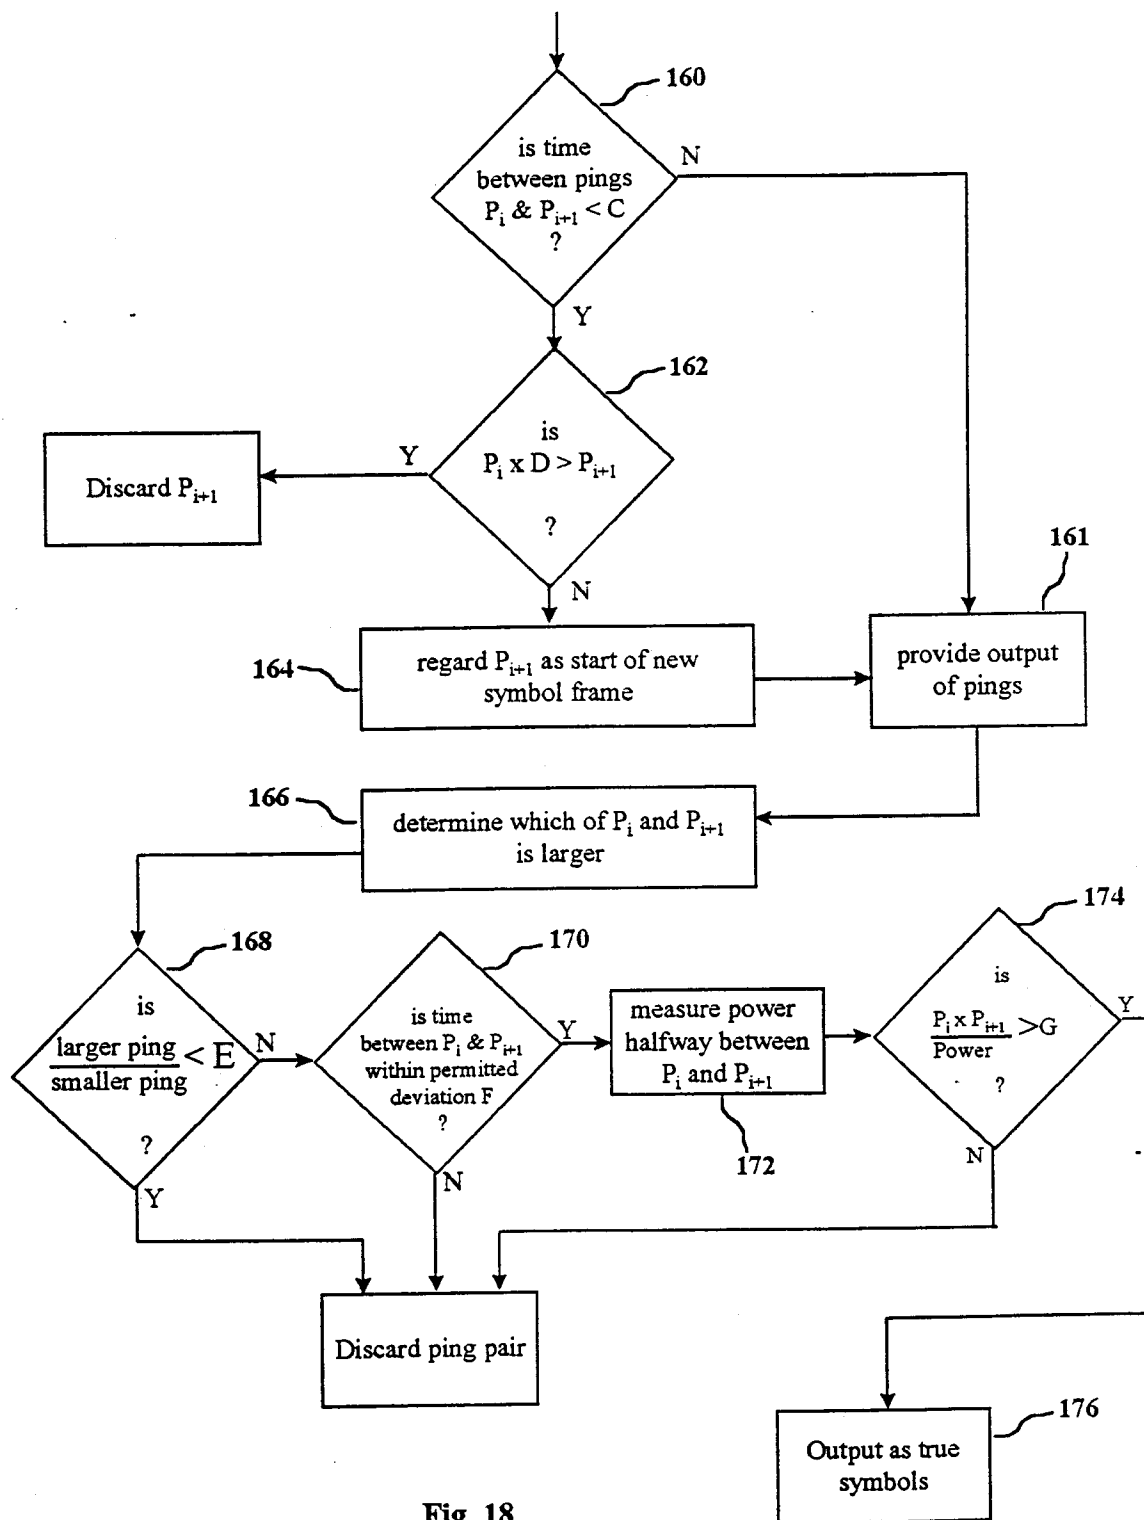 160
is time
between pings
Pᵢ & Pᵢ₊₁ < C
?
N
Y
162
is
Pᵢ x D > Pᵢ₊₁
?
Y
Discard Pᵢ₊₁
N
161
164
regard Pᵢ₊₁ as start of new
symbol frame
provide output
of pings
166
determine which of Pᵢ and Pᵢ₊₁
is larger
168
is
larger ping
smaller ping
< E
?
N
Y
170
is time
between Pᵢ & Pᵢ₊₁
within permitted
deviation F
?
Y
N
measure power
halfway between
Pᵢ and Pᵢ₊₁
172
174
is
Pᵢ x Pᵢ₊₁
Power
>G
?
Y
N
Discard ping pair
176
Output as true
symbols
Fig. 18